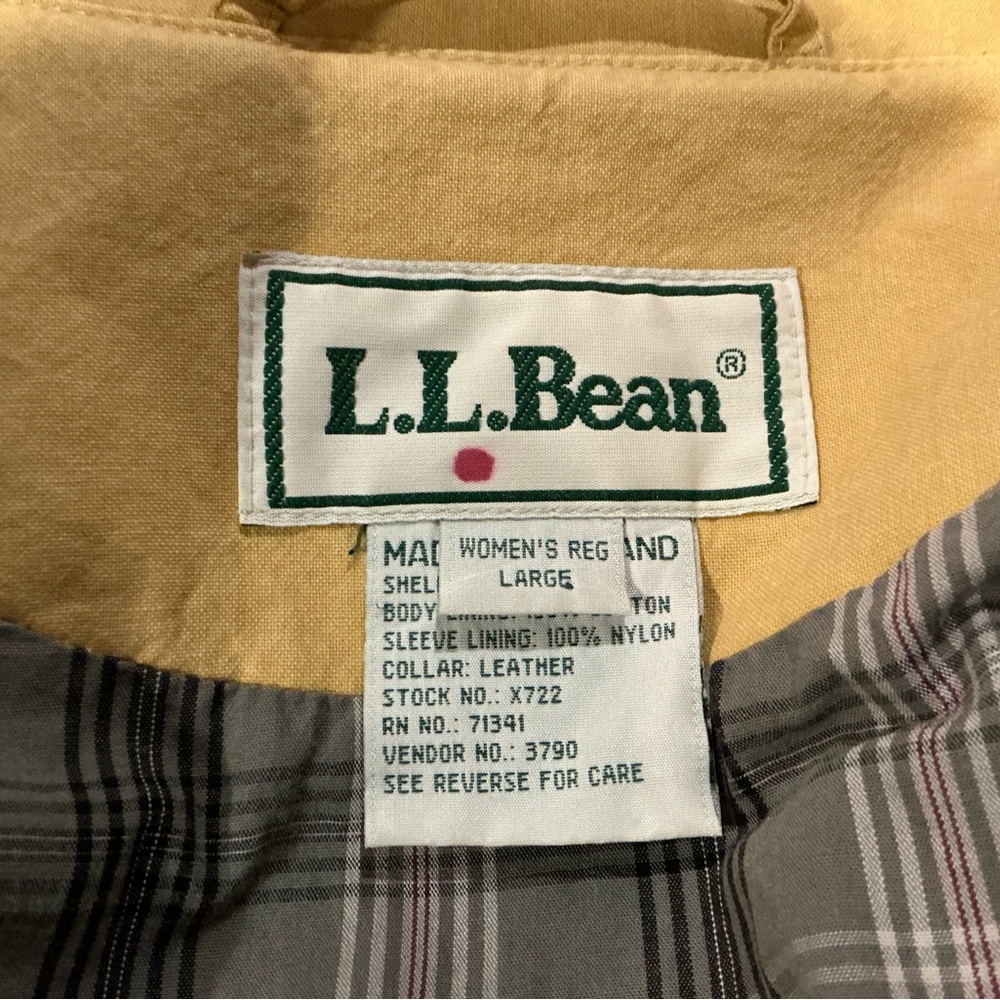 L.L.Bean®
WOMEN'S REG
LARGE
MAD AND
SHELL
BODY TON
SLEEVE LINING: 100% NYLON
COLLAR: LEATHER
STOCK NO.: X722
RN NO.: 71341
VENDOR NO.: 3790
SEE REVERSE FOR CARE